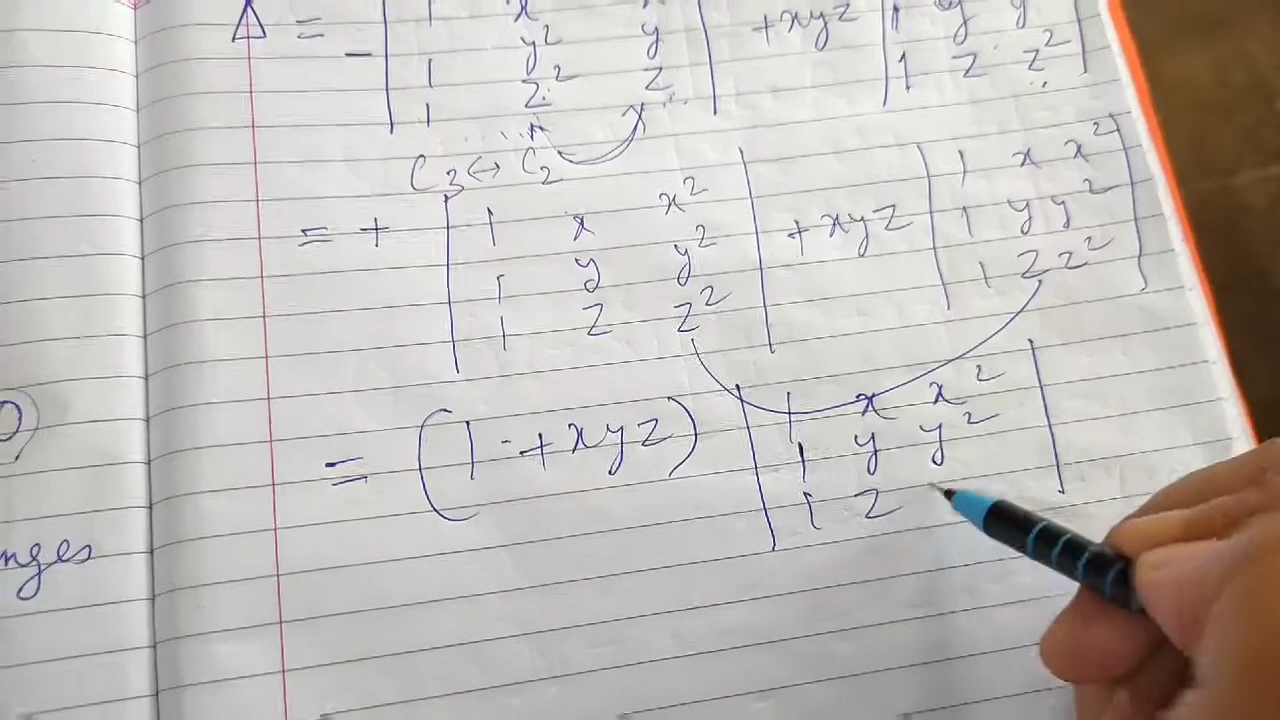 Δ = - | 1 x | + xyz | 1 y y
1 y² y
1 z² z | 1 z z² |
C₃ ↔ C₂
= + | 1 x x² | + xyz | 1 x x² |
| 1 y y² | | 1 y y² |
| 1 z z² | | 1 z z² |
= (1 + xyz) | 1 x x² |
| 1 y y² |
| 1 z
nges